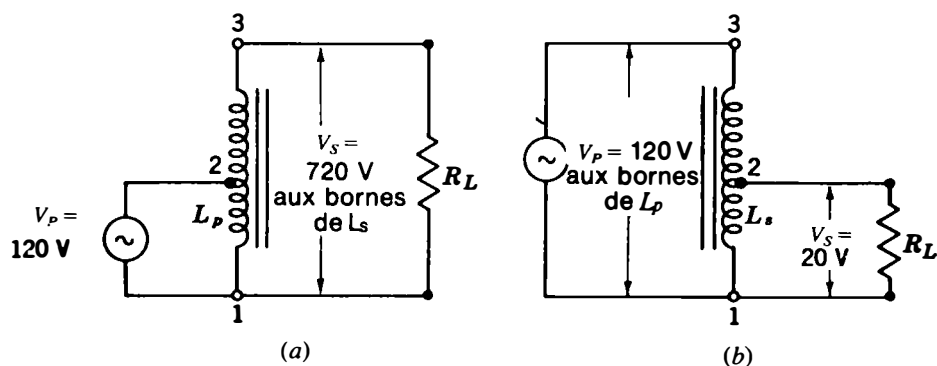 3
V_S =
720 V
aux bornes
de L_s
R_L
2
L_p
V_P =
120 V
1
(a)
3
V_P = 120 V
aux bornes
de L_p
2
L_s
V_S =
20 V
R_L
1
(b)